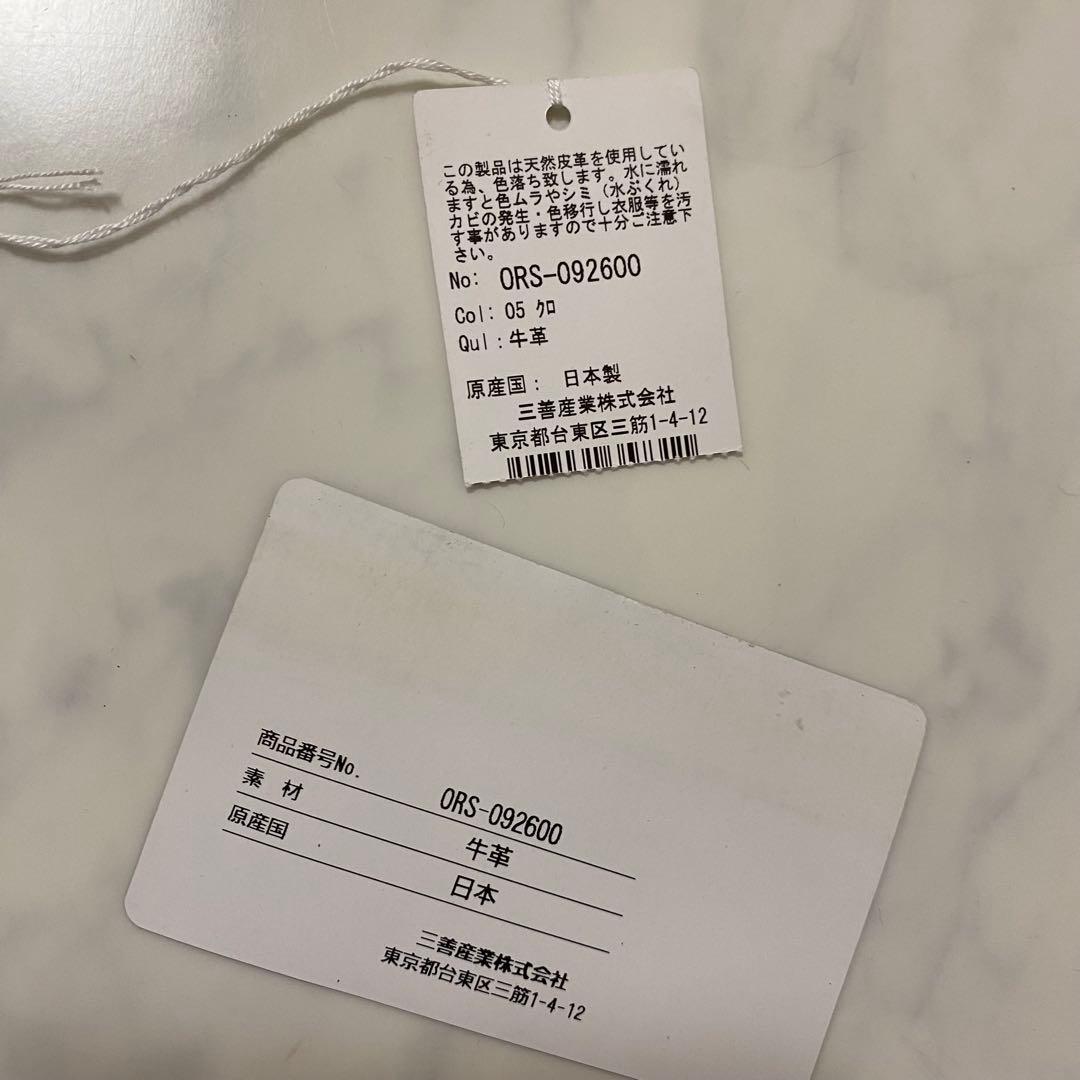 この製品は天然皮革を使用してい
る為、色落ち致します。水に濡れ
ますと色ムラやシミ（水ぶくれ）
カビの発生・色移行し衣服等を汚
す事がありますので十分ご注意下
さい。
No: ORS-092600
Col: 05 ｸﾛ
Qul : 牛革
原産国： 日本製
三善産業株式会社
東京都台東区三筋1-4-12
商品番号No. ORS-092600
素 材 牛革
原産国 日本
三善産業株式会社
東京都台東区三筋1-4-12